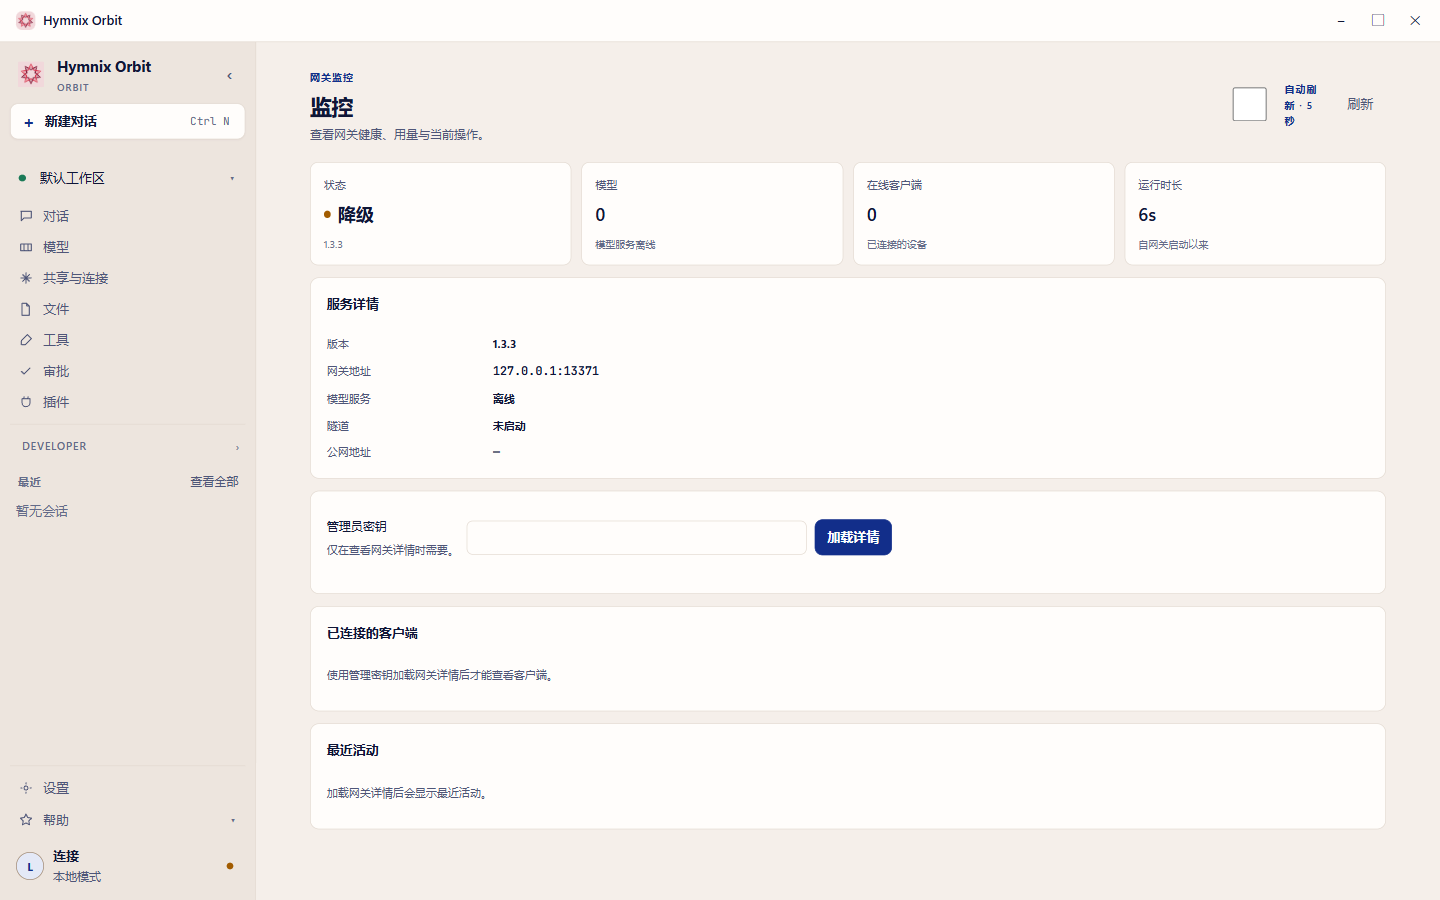 Hymnix Orbit
Hymnix Orbit
ORBIT
新建对话 Ctrl N
默认工作区
对话
模型
共享与连接
文件
工具
审批
插件
DEVELOPER
最近 查看全部
暂无会话
设置
帮助
L
连接
本地模式
网关监控
监控
查看网关健康、用量与当前操作。
自动刷
新 · 5
秒
刷新
状态
降级
1.3.3
模型
0
模型服务离线
在线客户端
0
已连接的设备
运行时长
6s
自网关启动以来
服务详情
版本 1.3.3
网关地址 127.0.0.1:13371
模型服务 离线
隧道 未启动
公网地址 —
管理员密钥
仅在查看网关详情时需要。
加载详情
已连接的客户端
使用管理密钥加载网关详情后才能查看客户端。
最近活动
加载网关详情后会显示最近活动。